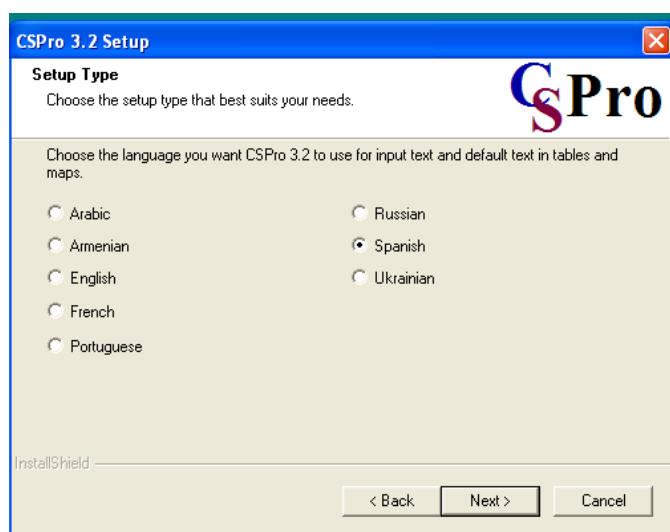 CSPro 3.2 Setup
Setup Type
Choose the setup type that best suits your needs.
CSPro
Choose the language you want CSPro 3.2 to use for input text and default text in tables and
maps.
Arabic
Armenian
English
French
Portuguese
Russian
Spanish
Ukrainian
InstallShield
< Back
Next >
Cancel